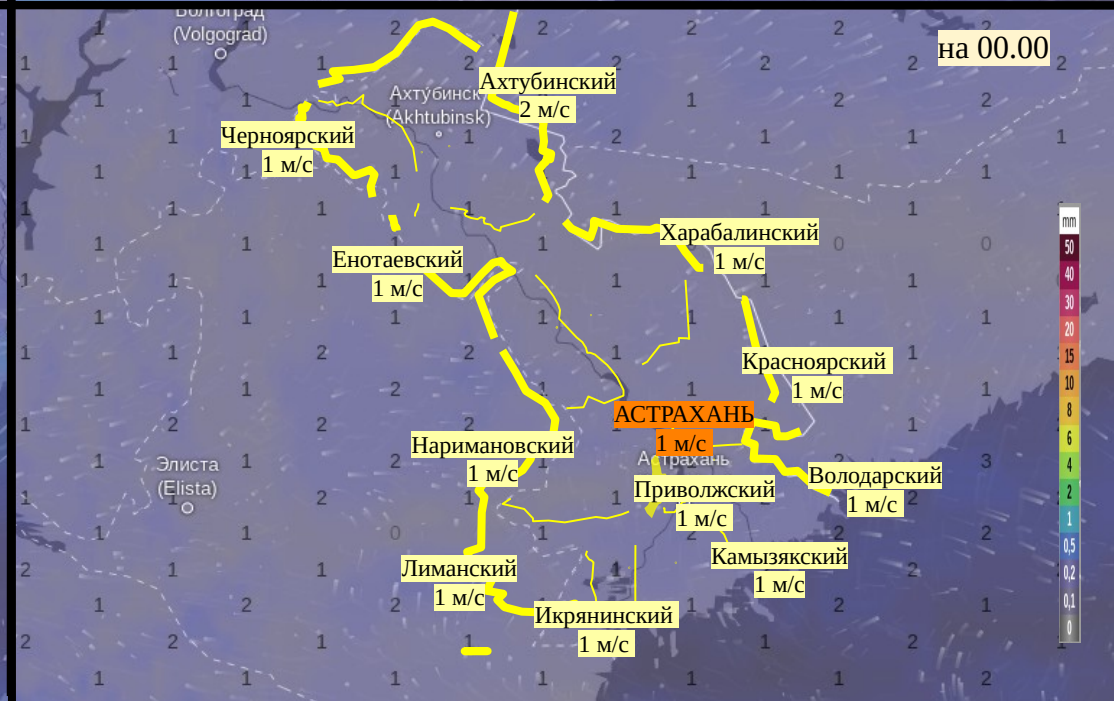 Волгоград
(Volgograd)
на 00.00
Ахтубинский
2 м/с
Ахтубинск
(Akhtubinsk)
Черноярский
1 м/с
Харабалинский
1 м/с
Енотаевский
1 м/с
mm
50
40
30
20
15
10
8
6
4
2
1
0,5
0,2
0,1
0
Красноярский
1 м/с
АСТРАХАНЬ
1 м/с
Астрахань
Наримановский
1 м/с
Элиста
(Elista)
Володарский
1 м/с
Приволжский
1 м/с
Камызякский
1 м/с
Лиманский
1 м/с
Икрянинский
1 м/с